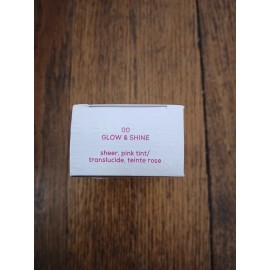 00
GLOW & SHINE
sheer, pink tint/
translucide, teinte rose